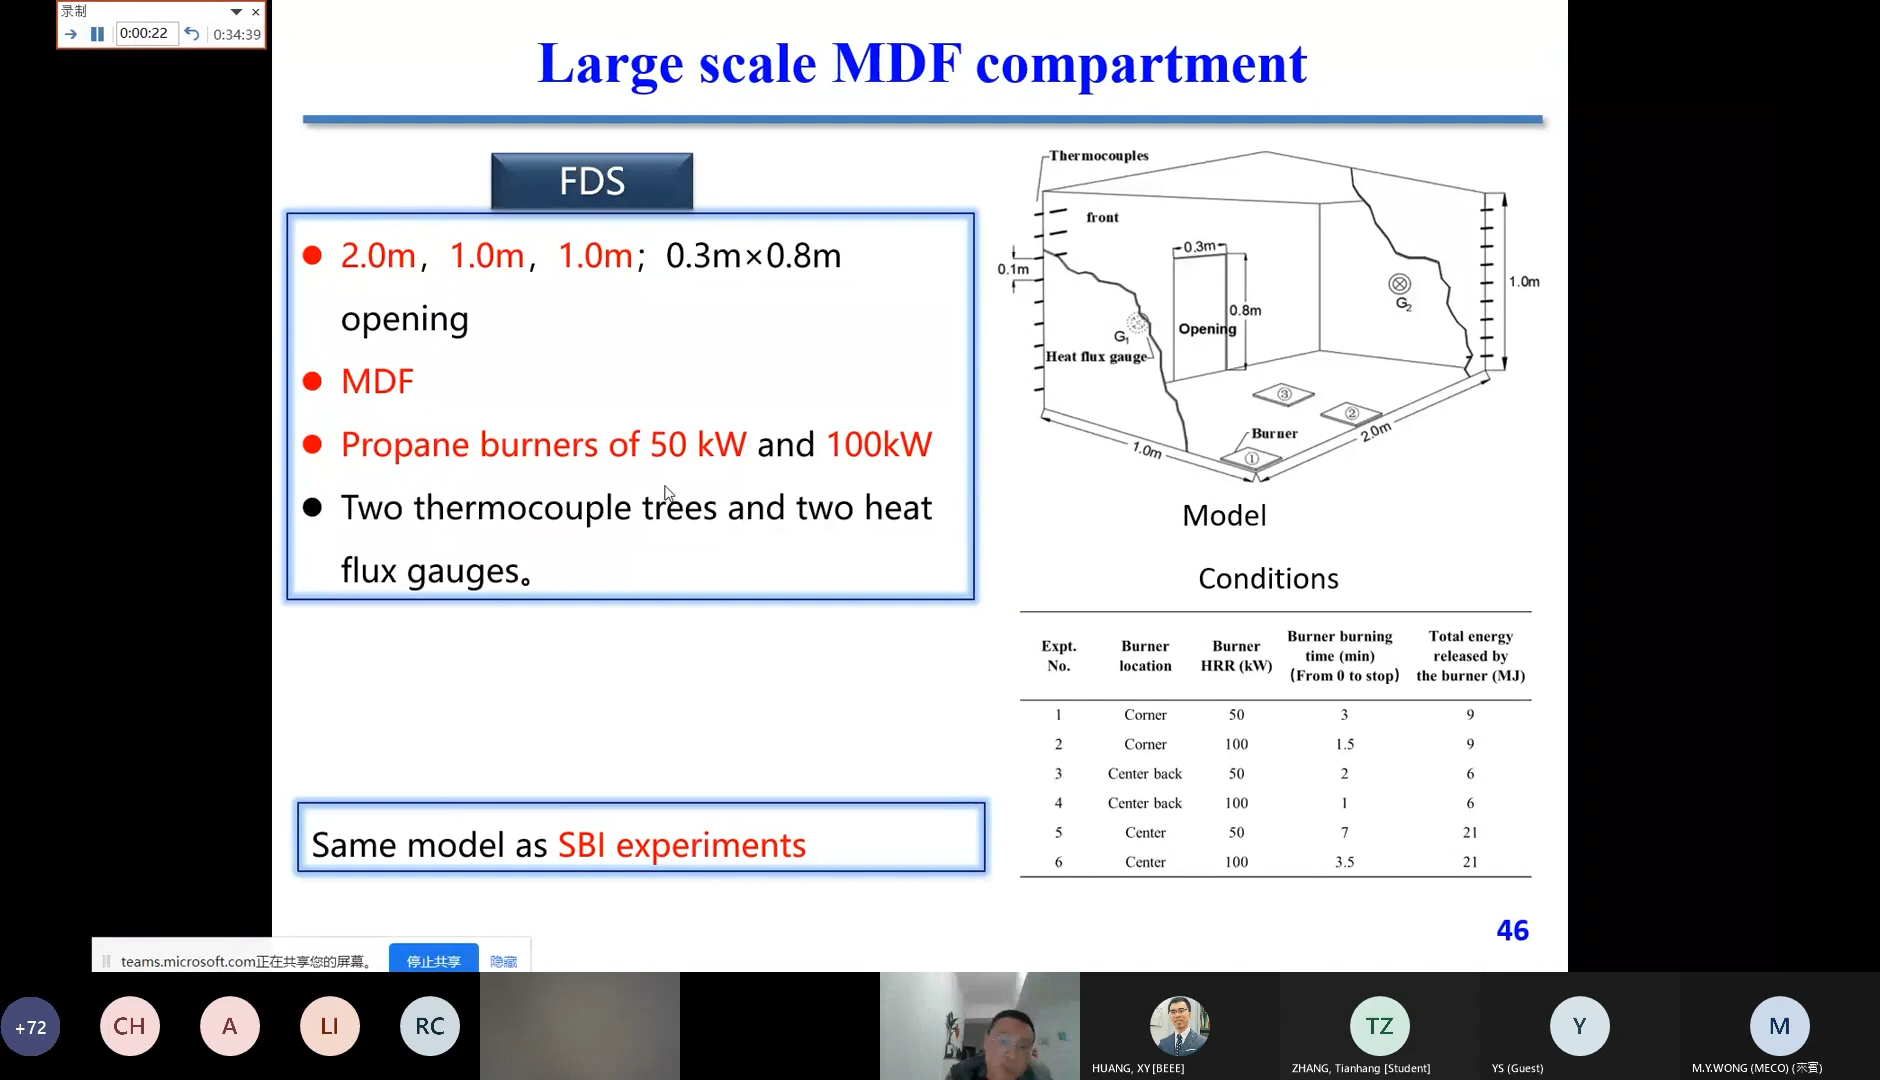 录制
0:00:22
0:34:39
Large scale MDF compartment
FDS
2.0m，1.0m，1.0m；0.3m×0.8m
opening
MDF
Propane burners of 50 kW and 100kW
Two thermocouple trees and two heat
flux gauges。
Same model as SBI experiments
Thermocouples
front
0.3m
0.1m
1.0m
G2
0.8m
Opening
G1
Heat flux gauge
③
②
Burner
①
2.0m
1.0m
Model
Conditions
Expt. No. Burner location Burner HRR (kW) Burner burning time (min) (From 0 to stop) Total energy released by the burner (MJ)
1 Corner 50 3 9
2 Corner 100 1.5 9
3 Center back 50 2 6
4 Center back 100 1 6
5 Center 50 7 21
6 Center 100 3.5 21
46
teams.microsoft.com正在共享您的屏幕。 停止共享 隐藏
+72
CH
A
LI
RC
HUANG, XY [BEEE]
TZ
ZHANG, Tianhang [Student]
Y
YS (Guest)
M
M.Y.WONG (MECO) (来宾)